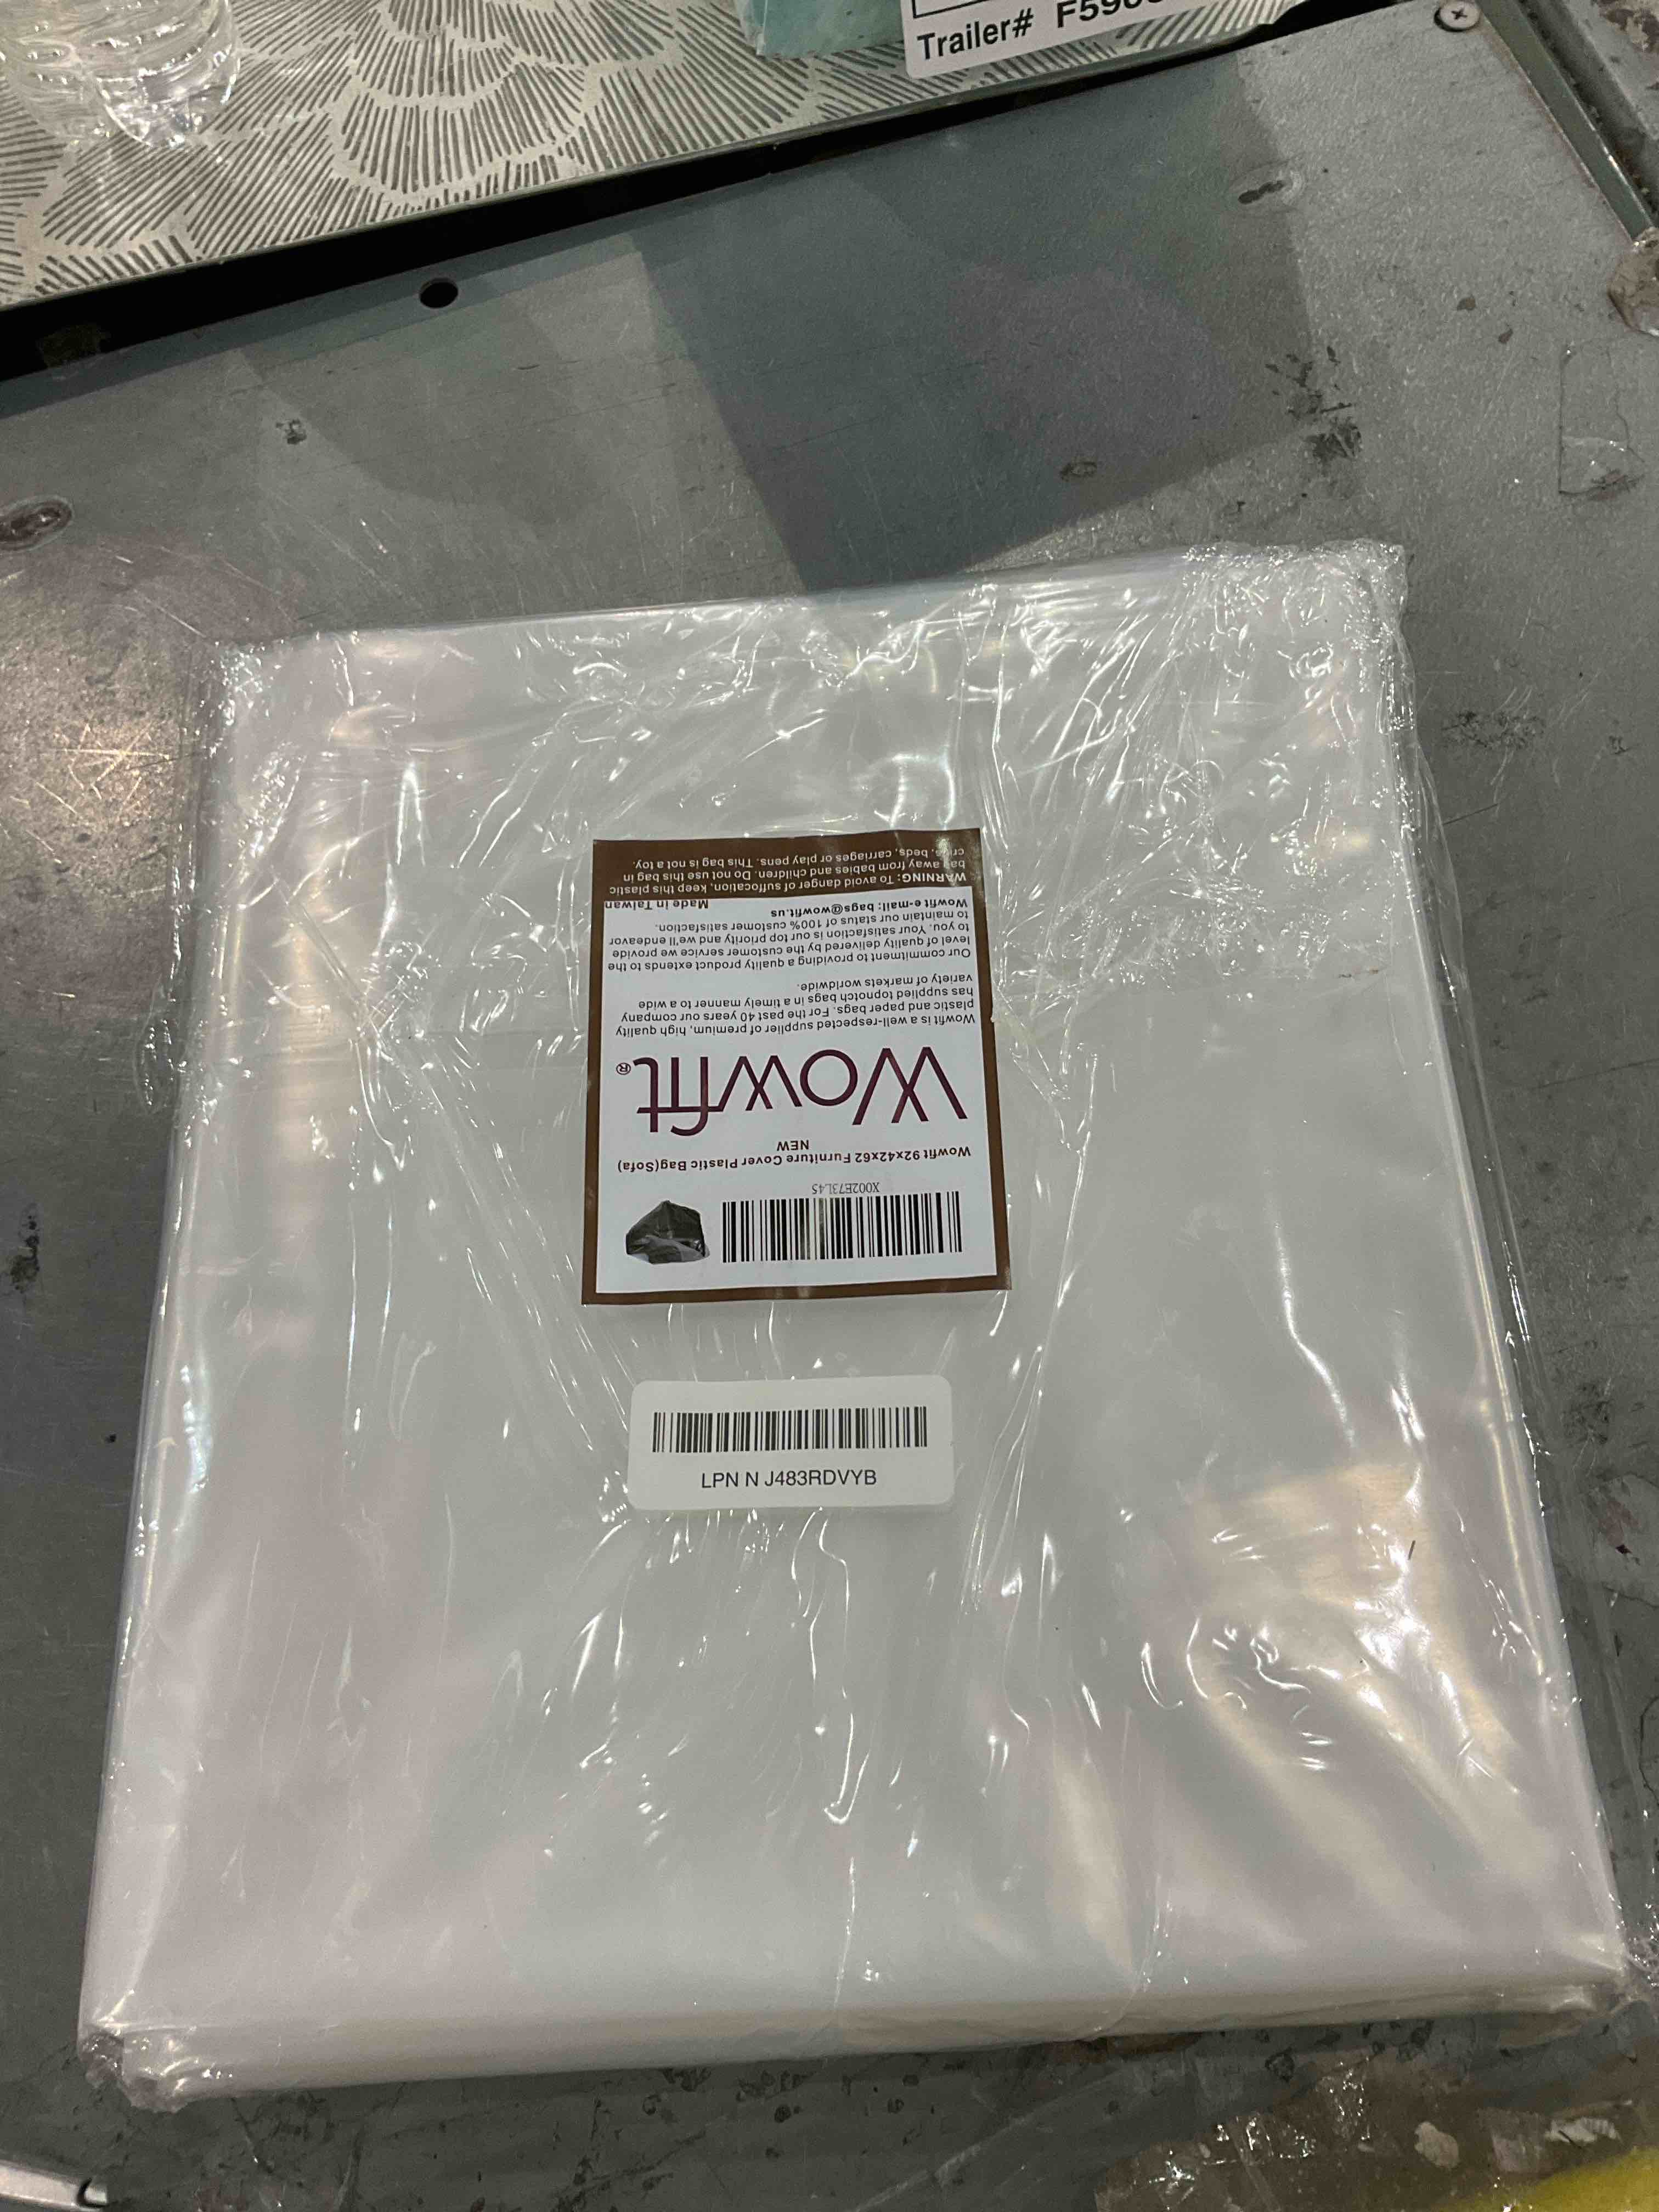 Trailer# F590
X002E73L45
Wowfit 92x42x62 Furniture Cover Plastic Bag(Sofa)
NEW
Wowfit®
Wowfit is a well-respected supplier of premium, high quality
plastic and paper bags. For the past 40 years our company
has supplied topnotch bags in a timely manner to a wide
variety of markets worldwide.
Our commitment to providing a quality product extends to the
level of quality delivered by the customer service we provide
to you. Your satisfaction is our top priority and we'll endeavor
to maintain our status of 100% customer satisfaction.
Wowfit e-mail: bags@wowfit.us Made in Taiwan
WARNING: To avoid danger of suffocation, keep this plastic
bag away from babies and children. Do not use this bag in
cribs, beds, carriages or play pens. This bag is not a toy.
LPN N J483RDVYB